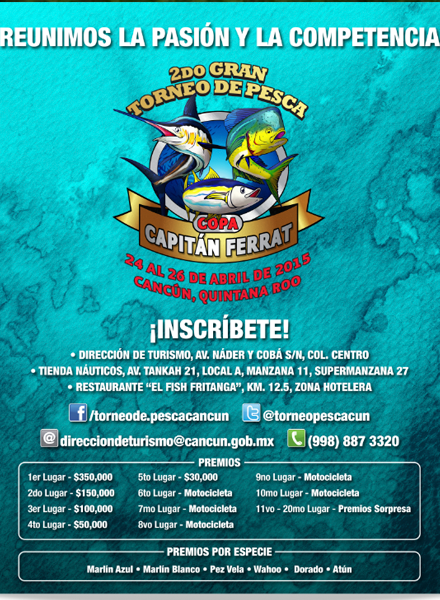 REUNIMOS LA PASIÓN Y LA COMPETENCIA
2DO GRAN
TORNEO DE PESCA
COPA
CAPITÁN FERRAT
24 AL 26 DE ABRIL DE 2015
CANCÚN, QUINTANA ROO
¡INSCRÍBETE!
• DIRECCIÓN DE TURISMO, AV. NÁDER Y COBÁ S/N, COL. CENTRO
• TIENDA NÁUTICOS, AV. TANKAH 21, LOCAL A, MANZANA 11, SUPERMANZANA 27
• RESTAURANTE “EL FISH FRITANGA”, KM. 12.5, ZONA HOTELERA
f /torneode.pescacancun t @torneopescacun
@ direcciondeturismo@cancun.gob.mx (998) 887 3320
PREMIOS
1er Lugar - $350,000 5to Lugar - $30,000 9no Lugar - Motocicleta
2do Lugar - $150,000 6to Lugar - Motocicleta 10mo Lugar - Motocicleta
3er Lugar - $100,000 7mo Lugar - Motocicleta 11vo - 20mo Lugar - Premios Sorpresa
4to Lugar - $50,000 8vo Lugar - Motocicleta
PREMIOS POR ESPECIE
Marlín Azul • Marlín Blanco • Pez Vela • Wahoo • Dorado • Atún